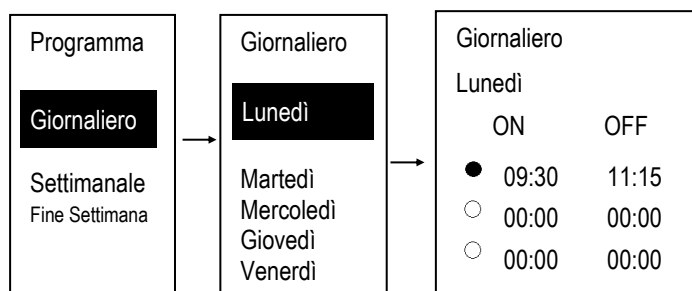 Programma
Giornaliero
Settimanale
Fine Settimana
Giornaliero
Lunedì
Martedì
Mercoledì
Giovedì
Venerdì
Giornaliero
Lunedì
ON OFF
09:30 11:15
00:00 00:00
00:00 00:00